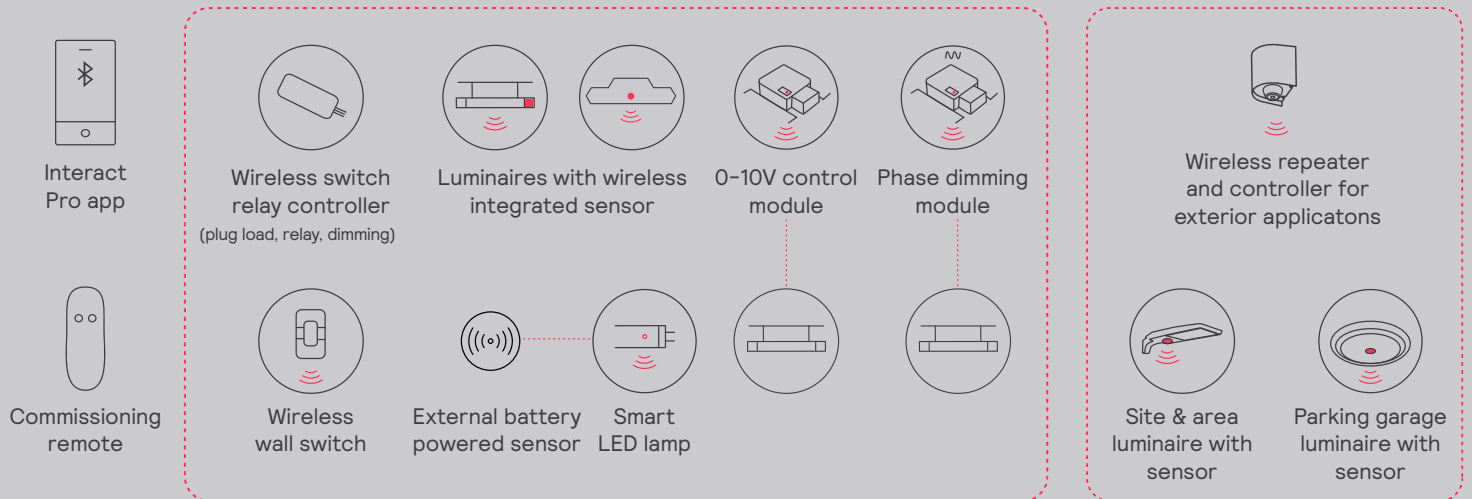 Interact
Pro app
Wireless switch
relay controller
(plug load, relay, dimming)
Luminaires with wireless
integrated sensor
0-10V control
module
Phase dimming
module
Wireless repeater
and controller for
exterior applicatons
Commissioning
remote
Wireless
wall switch
External battery
powered sensor
Smart
LED lamp
Site & area
luminaire with
sensor
Parking garage
luminaire with
sensor